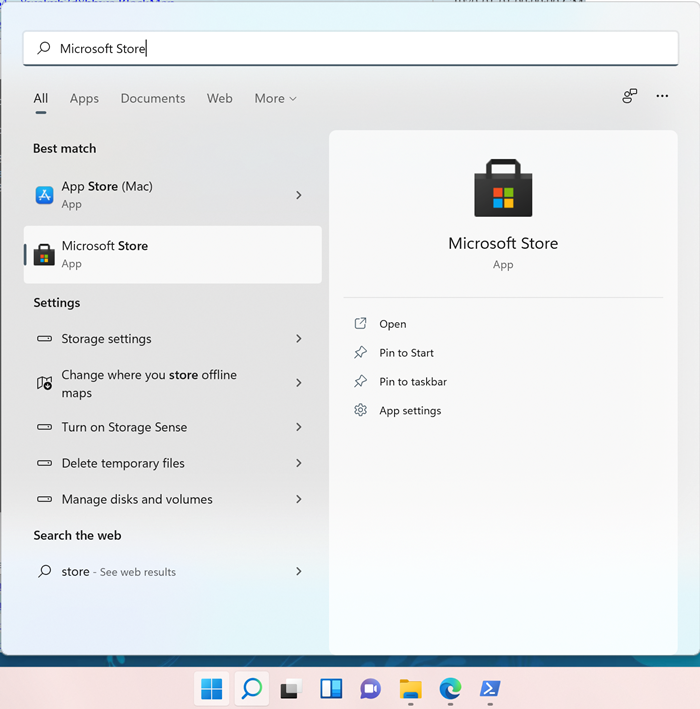 Microsoft Store
All Apps Documents Web More
Best match
App Store (Mac)
App
Microsoft Store
App
Settings
Storage settings
Change where you store offline
maps
Turn on Storage Sense
Delete temporary files
Manage disks and volumes
Search the web
store - See web results
Microsoft Store
App
Open
Pin to Start
Pin to taskbar
App settings